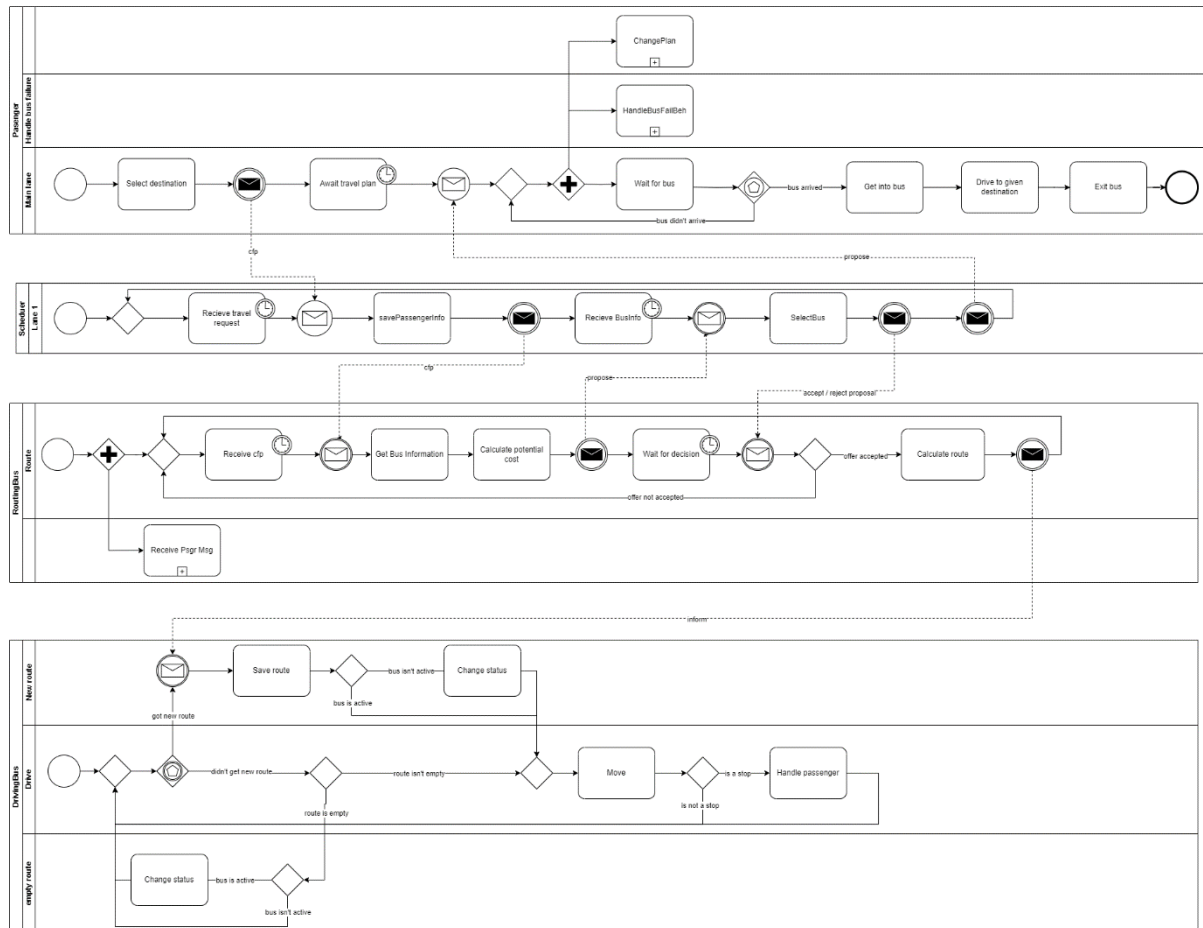 Pasenger
Handle bus failure
Main lane
ChangePlan
HandleBusFailBeh
Select destination
Await travel plan
Wait for bus
bus arrived
bus didn't arrive
Get into bus
Drive to given
destination
Exit bus
cfp
propose
Scheduer
Lane 1
Recieve travel
request
savePassengerInfo
Recieve BusInfo
SelectBus
cfp
propose
accept / reject proposal
RoutingBus
Route
Receive cfp
Get Bus Information
Calculate potential
cost
Wait for decision
offer accepted
Calculate route
offer not accepted
Receive Psgr Msg
inform
DrivingBus
New route
Save route
bus isn't active
Change status
bus is active
got new route
Drive
didn't get new route
route isn't empty
Move
is a stop
Handle passenger
is not a stop
route is empty
empty route
Change status
bus is active
bus isn't active